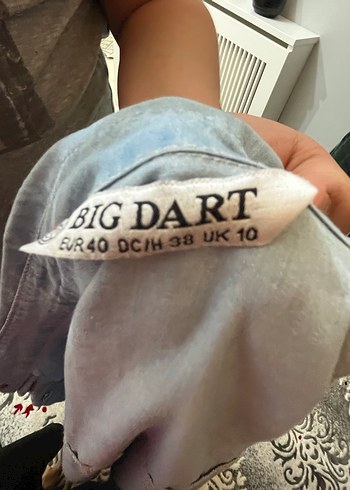 BIG DART
EUR 40 DC/H 38 UK 10